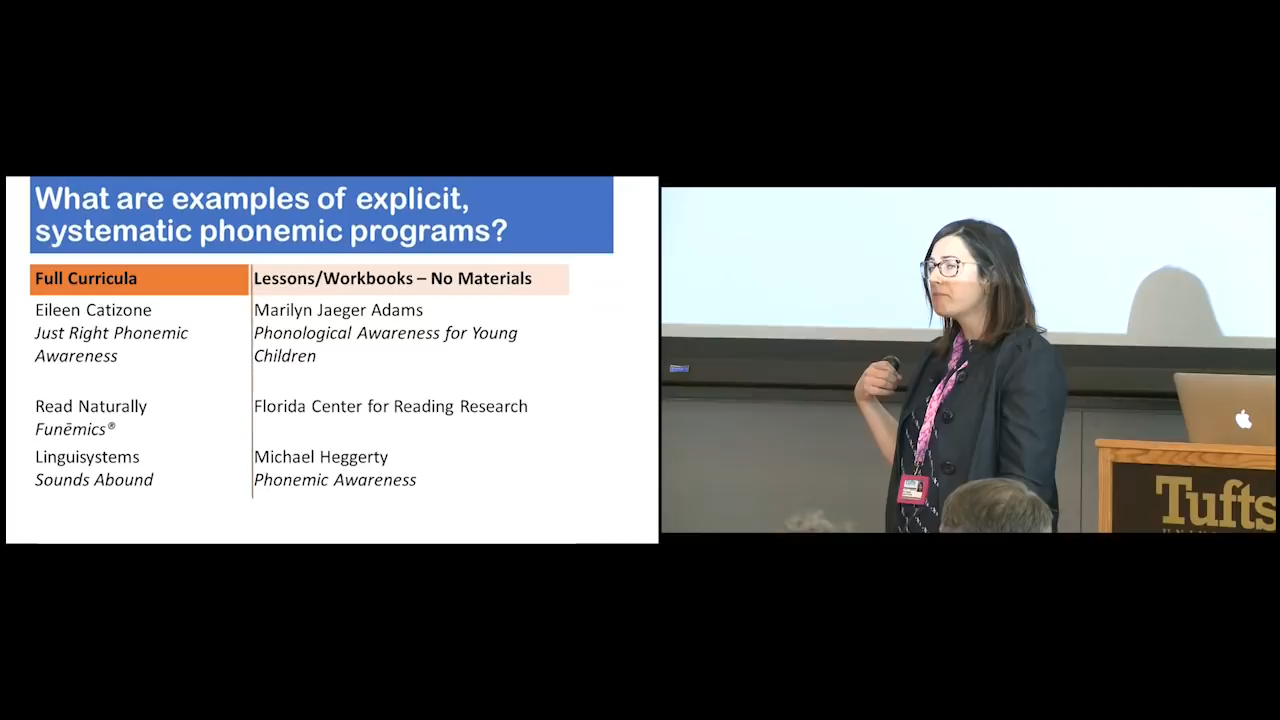 What are examples of explicit,
systematic phonemic programs?
Full Curricula
Lessons/Workbooks – No Materials
Eileen Catizone
Just Right Phonemic
Awareness
Marilyn Jaeger Adams
Phonological Awareness for Young
Children
Read Naturally
Funēmics®
Florida Center for Reading Research
Linguisystems
Sounds Abound
Michael Heggerty
Phonemic Awareness
Tufts